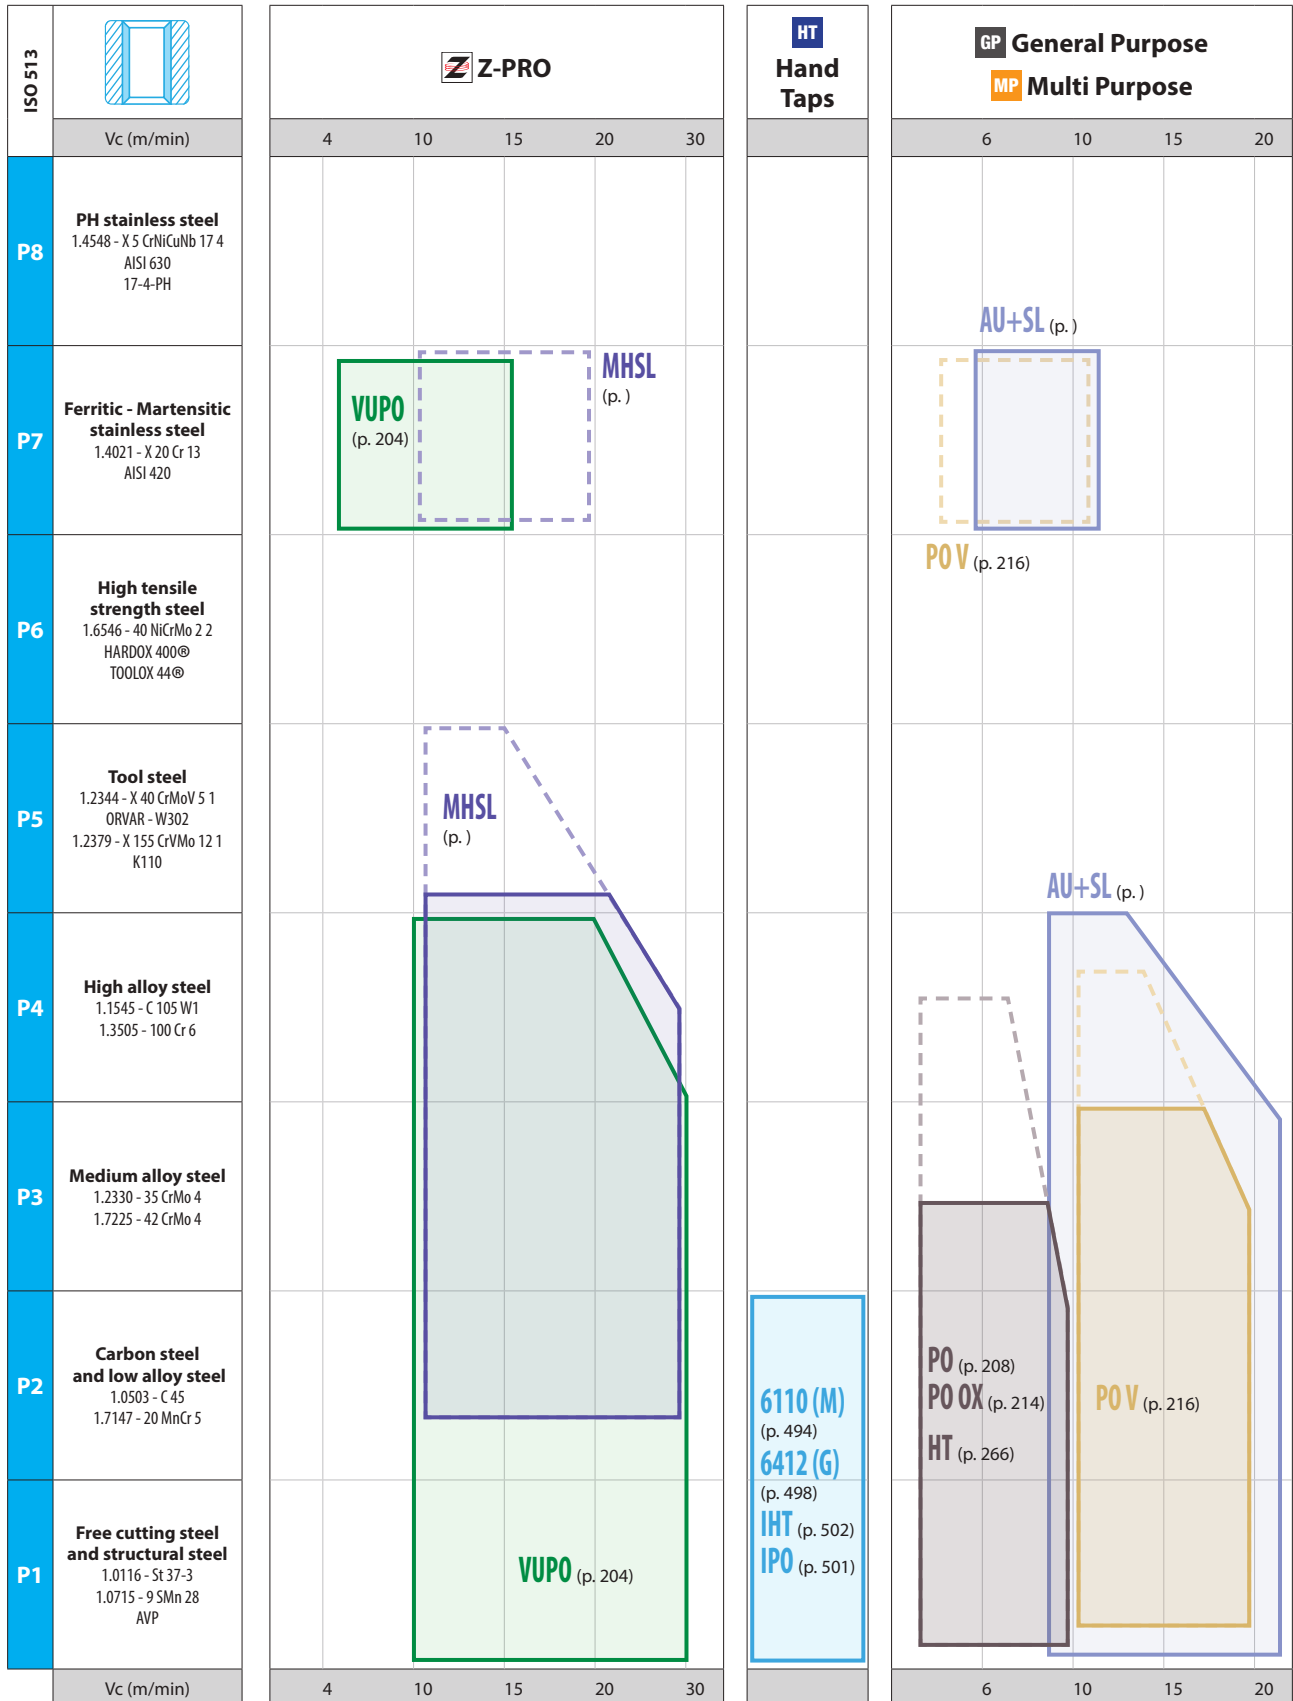 ISO 513
Z-PRO
HT
Hand
Taps
GP General Purpose
MP Multi Purpose
Vc (m/min)
4 10 15 20 30
6 10 15 20
P8
PH stainless steel
1.4548 - X 5 CrNiCuNb 17 4
AISI 630
17-4-PH
AU+SL (p. )
P7
Ferritic - Martensitic
stainless steel
1.4021 - X 20 Cr 13
AISI 420
VUPO
(p. 204)
MHSL
(p. )
PO V (p. 216)
P6
High tensile
strength steel
1.6546 - 40 NiCrMo 2 2
HARDOX 400®
TOOLOX 44®
P5
Tool steel
1.2344 - X 40 CrMoV 5 1
ORVAR - W302
1.2379 - X 155 CrVMo 12 1
K110
MHSL
(p. )
AU+SL (p. )
P4
High alloy steel
1.1545 - C 105 W1
1.3505 - 100 Cr 6
P3
Medium alloy steel
1.2330 - 35 CrMo 4
1.7225 - 42 CrMo 4
P2
Carbon steel
and low alloy steel
1.0503 - C 45
1.7147 - 20 MnCr 5
6110 (M)
(p. 494)
6412 (G)
(p. 498)
IHT (p. 502)
IPO (p. 501)
PO (p. 208)
PO OX (p. 214)
HT (p. 266)
PO V (p. 216)
P1
Free cutting steel
and structural steel
1.0116 - St 37-3
1.0715 - 9 SMn 28
AVP
VUPO (p. 204)
Vc (m/min)
4 10 15 20 30
6 10 15 20